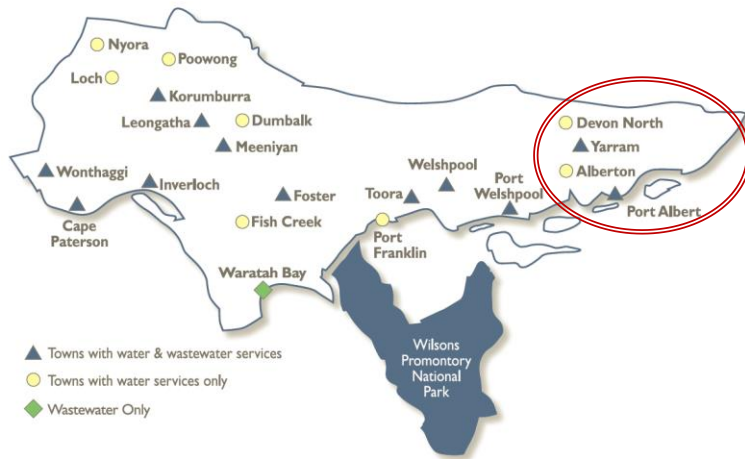 Nyora
Poowong
Loch
Korumburra
Leongatha
Dumbalk
Meeniyan
Devon North
Yarram
Alberton
Port Albert
Wonthaggi
Inverloch
Cape
Paterson
Foster
Fish Creek
Welshpool
Toora
Port
Welshpool
Port
Franklin
Waratah Bay
Wilsons
Promontory
National
Park
Towns with water & wastewater services
Towns with water services only
Wastewater Only